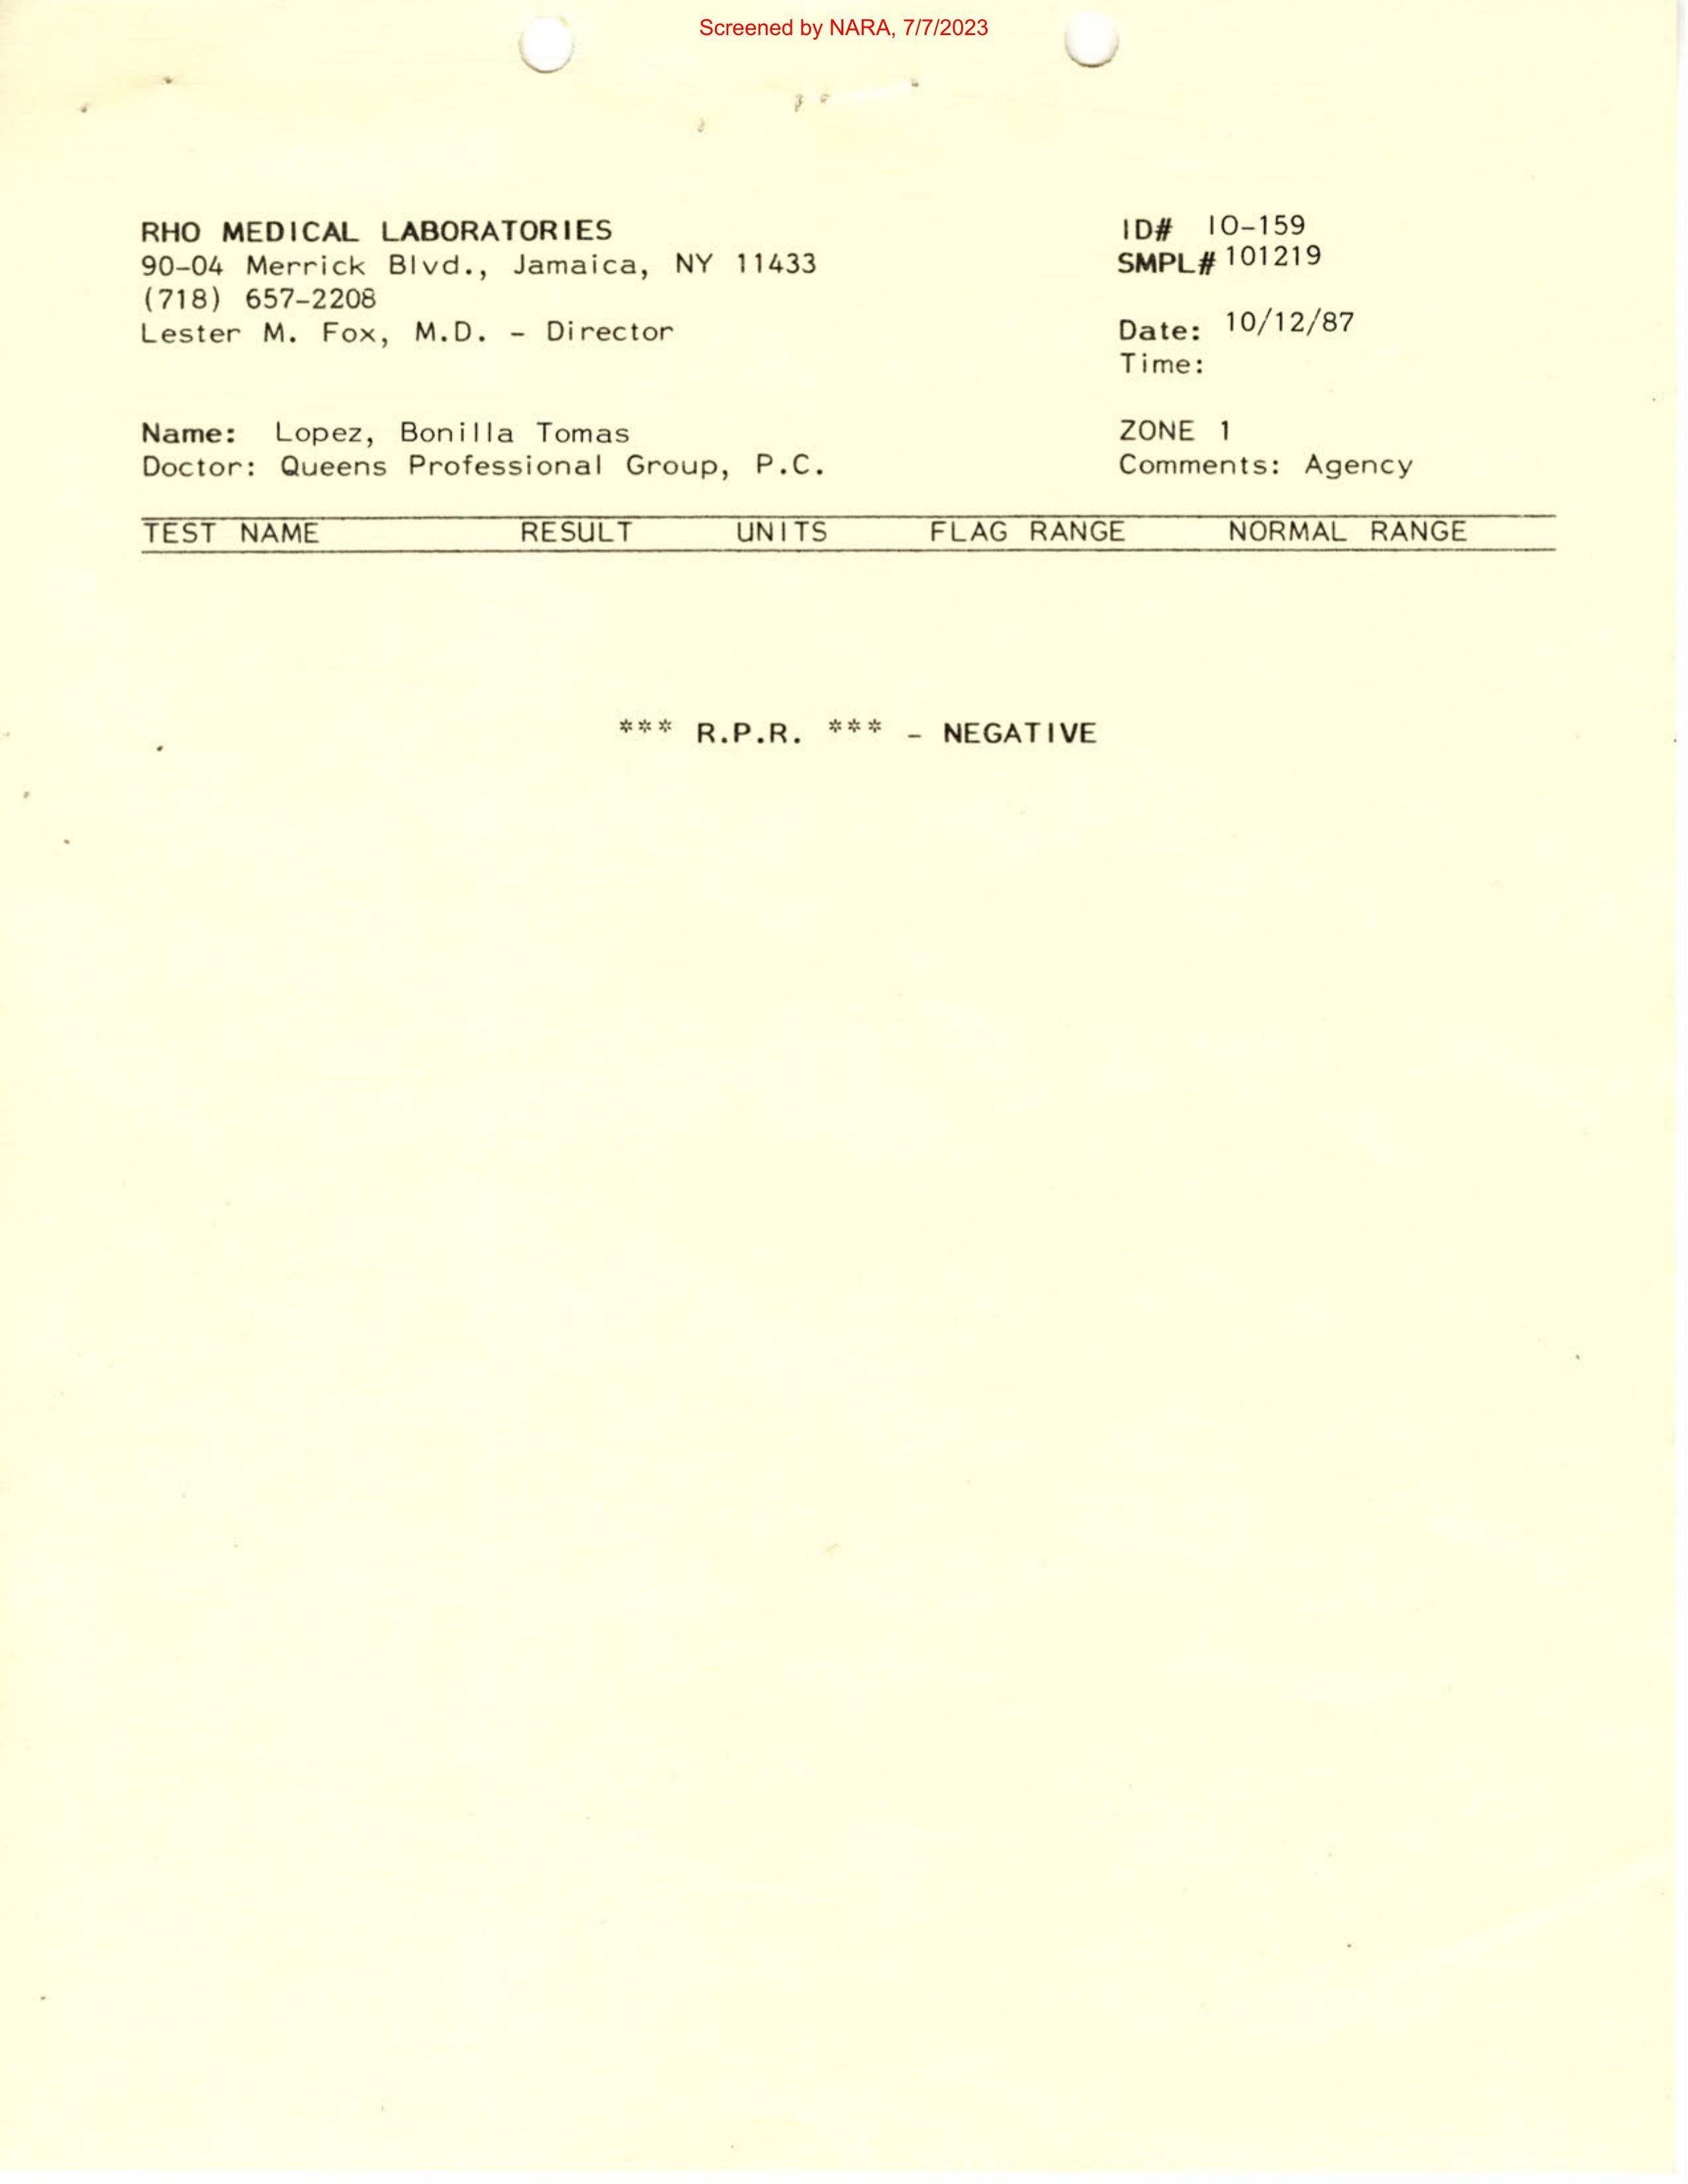 Screened by NARA, 7/7/2023
RHO MEDICAL LABORATORIES
90-04 Merrick Blvd., Jamaica, NY 11433
(718) 657-2208
Lester M. Fox, M.D. - Director
ID# IO-159
SMPL# 101219
Date: 10/12/87
Time:
Name: Lopez, Bonilla Tomas
Doctor: Queens Professional Group, P.C.
ZONE 1
Comments: Agency
TEST NAME RESULT UNITS FLAG RANGE NORMAL RANGE
*** R.P.R. *** - NEGATIVE